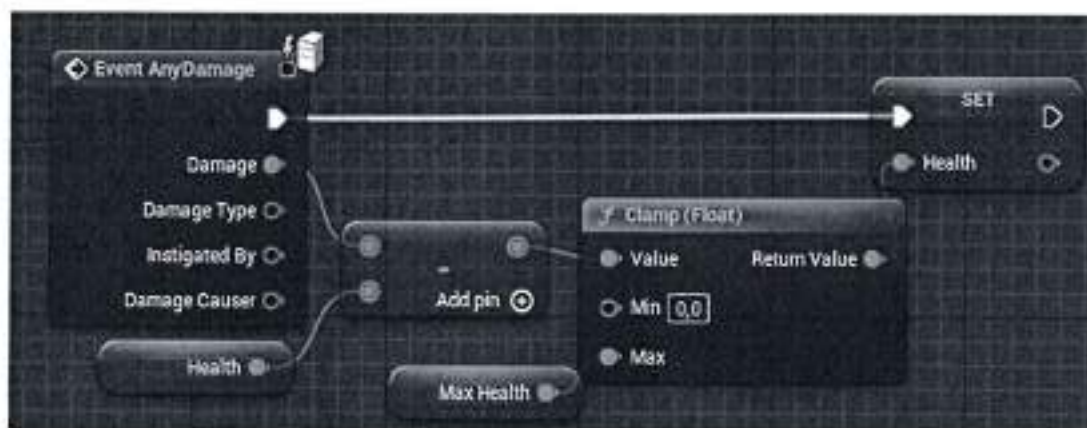 Event AnyDamage
Damage
Damage Type
Instigated By
Damage Causer
Health
-
Add pin
Max Health
f Clamp (Float)
Value Return Value
Min 0,0
Max
SET
Health